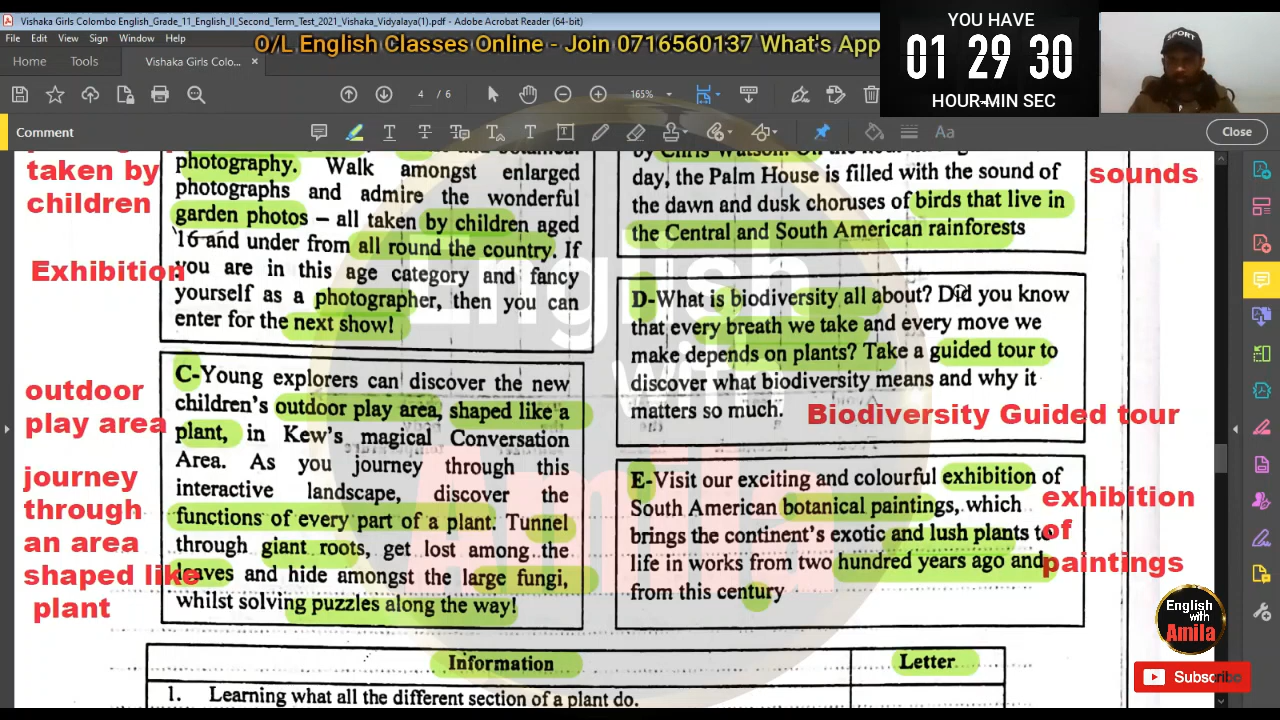 Vishaka Girls Colombo English_Grade_11_English_II_Second_Term_Test_2021_Vishaka_Vidyalaya(1).pdf - Adobe Acrobat Reader (64-bit)
File Edit View Sign Window Help
O/L English Classes Online - Join 0716560137 What's App
YOU HAVE
01 29 30
HOUR-MIN SEC
SPORT
Home Tools Vishaka Girls Colo... ×
4 / 6 165%
Comment
Close
taken by
children
Exhibition
photography. Walk amongst enlarged
photographs and admire the wonderful
garden photos – all taken by children aged
16 and under from all round the country. If
you are in this age category and fancy
yourself as a photographer, then you can
enter for the next show!
outdoor
play area
journey
through
an area
shaped like
plant
C-Young explorers can discover the new
children's outdoor play area, shaped like a
plant, in Kew's magical Conversation
Area. As you journey through this
interactive landscape, discover the
functions of every part of a plant. Tunnel
through giant roots, get lost among the
leaves and hide amongst the large fungi,
whilst solving puzzles along the way!
by Chris Watson.
day, the Palm House is filled with the sound of
the dawn and dusk choruses of birds that live in
the Central and South American rainforests
sounds
D-What is biodiversity all about? Did you know
that every breath we take and every move we
make depends on plants? Take a guided tour to
discover what biodiversity means and why it
matters so much.
Biodiversity Guided tour
E-Visit our exciting and colourful exhibition of
South American botanical paintings, which
brings the continent's exotic and lush plants to
life in works from two hundred years ago and
from this century
exhibition
of
paintings
Information Letter
1. Learning what all the different section of a plant do.
English
with
Amila
English
with
Amila
Subscribe